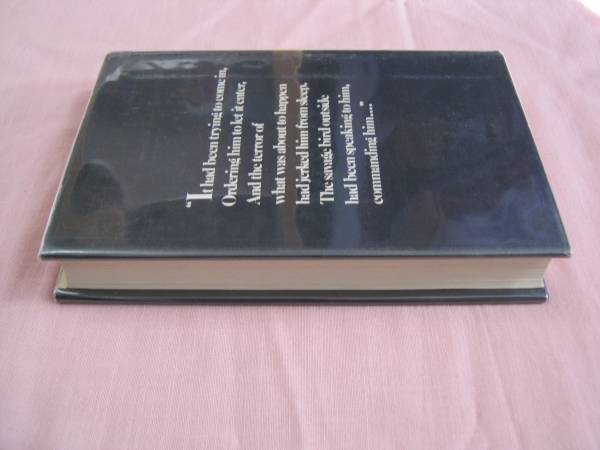 “It had been trying to come in,
Ordering him to let it enter,
And the terror of
what was about to happen
had jerked him from sleep.
The savage bird outside
had been speaking to him,
commanding him....”